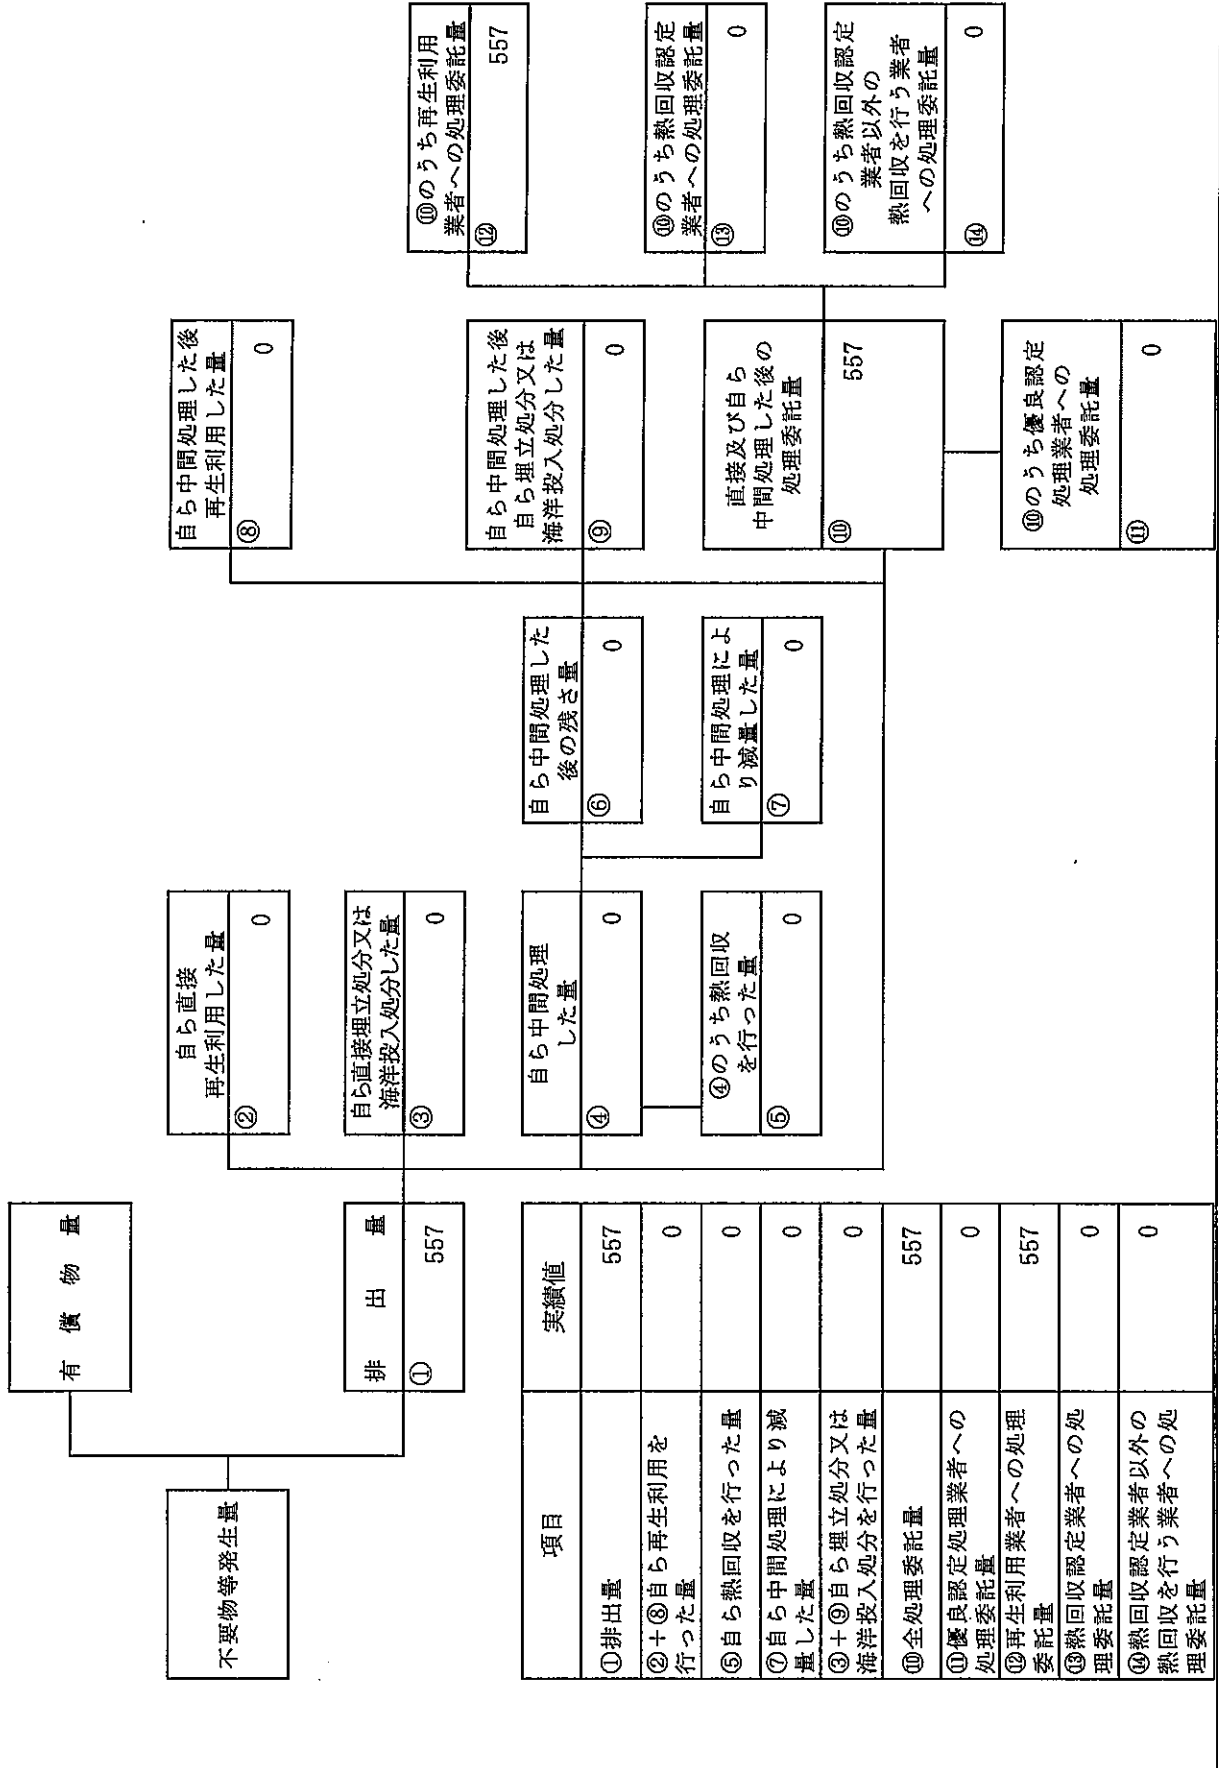 不要物等発生量
有償物量
排出量
①
557
自ら直接
再生利用した量
②
0
自ら直接埋立処分又は
海洋投入処分した量
③
0
自ら中間処理
した量
④
0
④のうち熱回収
を行った量
⑤
0
自ら中間処理した
後の残さ量
⑥
0
自ら中間処理によ
り減量した量
⑦
0
自ら中間処理した後
再生利用した量
⑧
0
自ら中間処理した後
自ら埋立処分又は
海洋投入処分した量
⑨
0
直接及び自ら
中間処理した後の
処理委託量
⑩
557
⑩のうち優良認定
処理業者への
処理委託量
⑪
0
⑩のうち再生利用
業者への処理委託量
⑫
557
⑩のうち熱回収認定
業者への処理委託量
⑬
0
⑩のうち熱回収認定
業者以外の
熱回収を行う業者
への処理委託量
⑭
0
項目
実績値
①排出量
557
②+⑧自ら再生利用を
行った量
0
⑤自ら熱回収を行った量
0
⑦自ら中間処理により減
量した量
0
③+⑨自ら埋立処分又は
海洋投入処分を行った量
0
⑩全処理委託量
557
⑪優良認定処理業者への
処理委託量
0
⑫再生利用業者への処理
委託量
557
⑬熱回収認定業者への処
理委託量
0
⑭熱回収認定業者以外の
熱回収を行う業者への処
理委託量
0